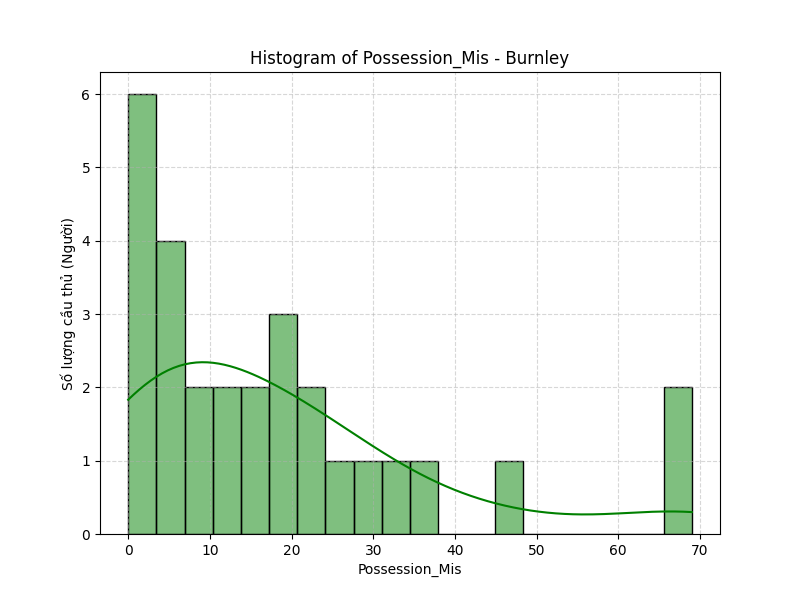 Histogram of Possession_Mis - Burnley
Số lượng cầu thủ (Người)
6
5
4
3
2
1
0
0 10 20 30 40 50 60 70
Possession_Mis